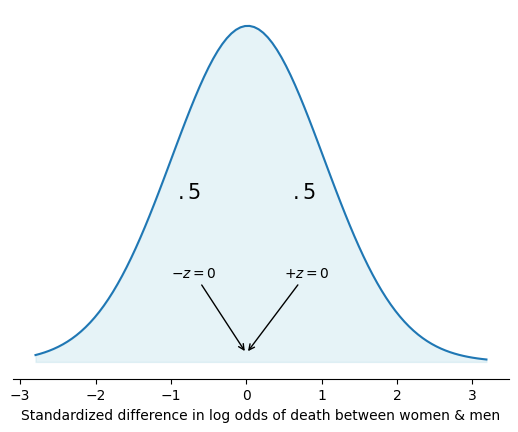 .5 .5
−z = 0 +z = 0
−3 −2 −1 0 1 2 3
Standardized difference in log odds of death between women & men